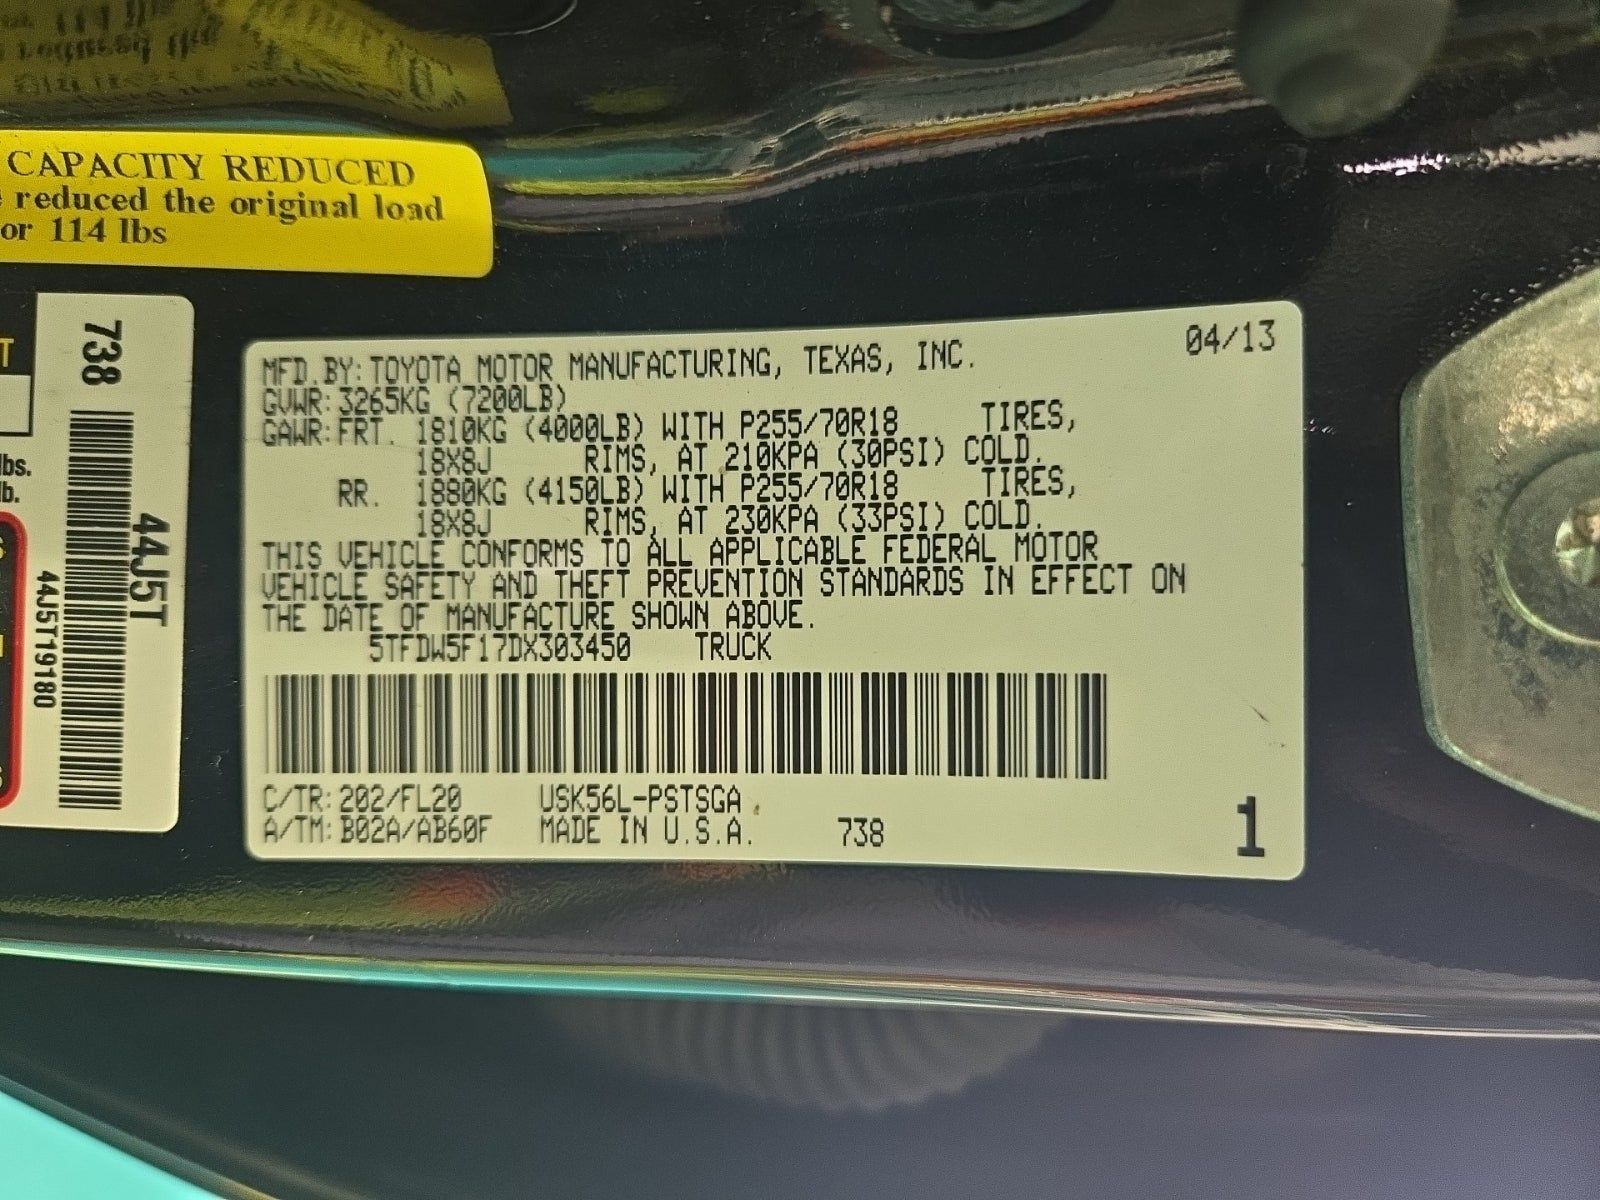 CAPACITY REDUCED
reduced the original load
or 114 lbs
738
44J5T
44J5T19180
T
lbs.
lb.
04/13
MFD.BY:TOYOTA MOTOR MANUFACTURING, TEXAS, INC.
GVWR:3265KG (7200LB)
GAWR:FRT. 1810KG (4000LB) WITH P255/70R18 TIRES,
18X8J RIMS, AT 210KPA (30PSI) COLD.
RR. 1880KG (4150LB) WITH P255/70R18 TIRES,
18X8J RIMS, AT 230KPA (33PSI) COLD.
THIS VEHICLE CONFORMS TO ALL APPLICABLE FEDERAL MOTOR
VEHICLE SAFETY AND THEFT PREVENTION STANDARDS IN EFFECT ON
THE DATE OF MANUFACTURE SHOWN ABOVE.
5TFDW5F17DX303450 TRUCK
C/TR:202/FL20 USK56L-PSTSGA
A/TM:B02A/AB60F MADE IN U.S.A. 738
1